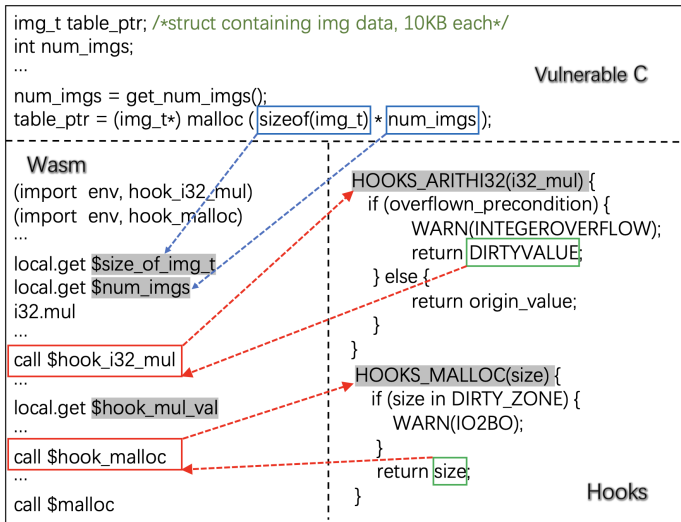 img_t table_ptr; /*struct containing img data, 10KB each*/
int num_imgs;
...
Vulnerable C
num_imgs = get_num_imgs();
table_ptr = (img_t*) malloc ( sizeof(img_t) * num_imgs );
Wasm
(import env, hook_i32_mul)
(import env, hook_malloc)
...
local.get $size_of_img_t
local.get $num_imgs
i32.mul
...
call $hook_i32_mul
...
local.get $hook_mul_val
...
call $hook_malloc
...
call $malloc
HOOKS_ARITHI32(i32_mul) {
if (overflown_precondition) {
WARN(INTEGEROVERFLOW);
return DIRTYVALUE;
} else {
return origin_value;
}
}
HOOKS_MALLOC(size) {
if (size in DIRTY_ZONE) {
WARN(IO2BO);
}
return size;
}
Hooks